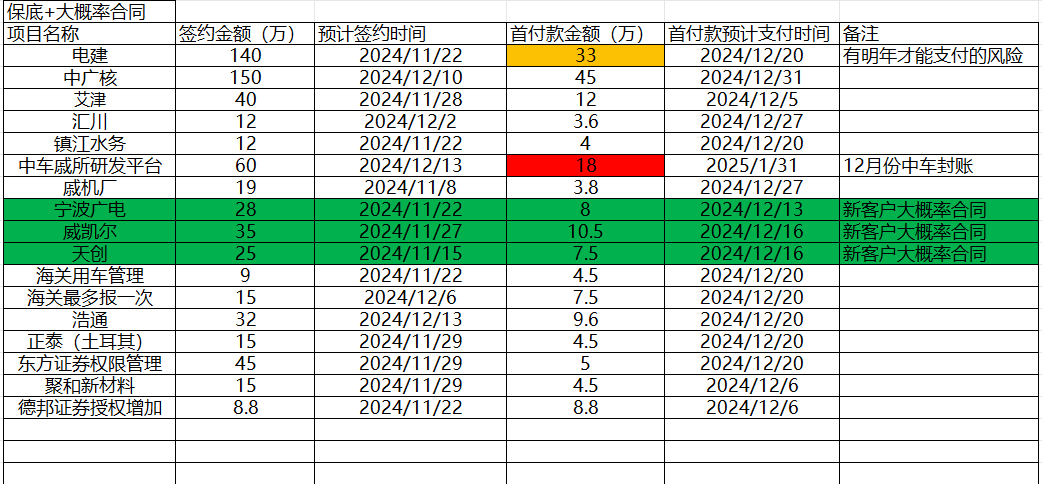 保底+大概率合同
项目名称 签约金额（万） 预计签约时间 首付款金额（万） 首付款预计支付时间 备注
电建 140 2024/11/22 33 2024/12/20 有明年才能支付的风险
中广核 150 2024/12/10 45 2024/12/31
艾津 40 2024/11/28 12 2024/12/5
汇川 12 2024/12/2 3.6 2024/12/27
镇江水务 12 2024/11/22 4 2024/12/20
中车戚所研发平台 60 2024/12/13 18 2025/1/31 12月份中车封账
戚机厂 19 2024/11/8 3.8 2024/12/27
宁波广电 28 2024/11/22 8 2024/12/13 新客户大概率合同
威凯尔 35 2024/11/27 10.5 2024/12/16 新客户大概率合同
天创 25 2024/11/15 7.5 2024/12/16 新客户大概率合同
海关用车管理 9 2024/11/22 4.5 2024/12/20
海关最多报一次 15 2024/12/6 7.5 2024/12/20
浩通 32 2024/12/13 9.6 2024/12/20
正泰（土耳其） 15 2024/11/29 4.5 2024/12/20
东方证券权限管理 45 2024/11/29 5 2024/12/20
聚和新材料 15 2024/11/29 4.5 2024/12/6
德邦证券授权增加 8.8 2024/11/22 8.8 2024/12/6